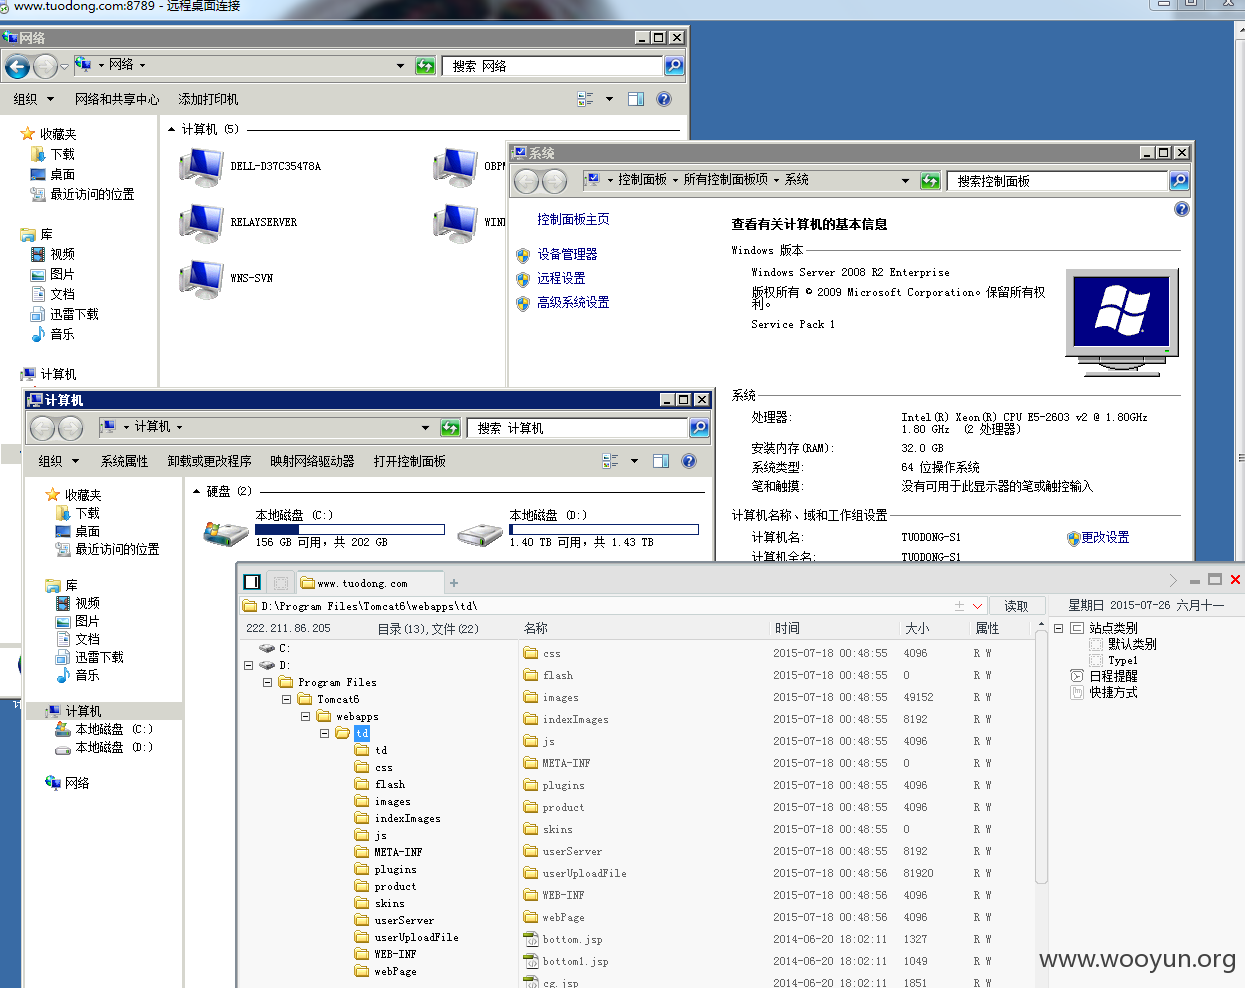 www.tuodong.com:8789 - 远程桌面连接
网络
网络
搜索 网络
组织 网络和共享中心 添加打印机
收藏夹
下载
桌面
最近访问的位置
库
视频
图片
文档
迅雷下载
音乐
计算机
计算机 (5)
DELL-D37C35478A
RELAYSERVER
WNS-SVN
系统
控制面板 所有控制面板项 系统
搜索控制面板
控制面板主页
设备管理器
远程设置
高级系统设置
查看有关计算机的基本信息
Windows 版本
Windows Server 2008 R2 Enterprise
版权所有 © 2009 Microsoft Corporation。保留所有权
利。
Service Pack 1
系统
处理器: Intel(R) Xeon(R) CPU E5-2603 v2 @ 1.80GHz
1.80 GHz (2 处理器)
安装内存(RAM): 32.0 GB
系统类型: 64 位操作系统
笔和触摸: 没有可用于此显示器的笔或触控输入
计算机名称、域和工作组设置
计算机名: TUODONG-S1
更改设置
计算机全名: TUODONG-S1
计算机
计算机
搜索 计算机
组织 系统属性 卸载或更改程序 映射网络驱动器 打开控制面板
收藏夹
下载
桌面
最近访问的位置
库
视频
图片
文档
迅雷下载
音乐
计算机
本地磁盘 (C:)
本地磁盘 (D:)
网络
硬盘 (2)
本地磁盘 (C:)
156 GB 可用，共 202 GB
本地磁盘 (D:)
1.40 TB 可用，共 1.43 TB
www.tuodong.com
D:\Program Files\Tomcat6\webapps\td\
读取
星期日 2015-07-26 六月十一
222.211.86.205 目录(13),文件(22)
C:
D:
Program Files
Tomcat6
webapps
td
td
css
flash
images
indexImages
js
META-INF
plugins
product
skins
userServer
userUploadFile
WEB-INF
webPage
名称 时间 大小 属性
css 2015-07-18 00:48:55 4096 R W
flash 2015-07-18 00:48:55 0 R W
images 2015-07-18 00:48:55 49152 R W
indexImages 2015-07-18 00:48:55 8192 R W
js 2015-07-18 00:48:55 4096 R W
META-INF 2015-07-18 00:48:55 0 R W
plugins 2015-07-18 00:48:55 4096 R W
product 2015-07-18 00:48:55 4096 R W
skins 2015-07-18 00:48:55 0 R W
userServer 2015-07-18 00:48:55 8192 R W
userUploadFile 2015-07-18 00:48:56 81920 R W
WEB-INF 2015-07-18 00:48:56 4096 R W
webPage 2015-07-18 00:48:56 4096 R W
bottom.jsp 2014-06-20 18:02:11 1327 R W
bottom1.jsp 2014-06-20 18:02:11 1049 R W
cg.jsp 2014-06-20 18:02:11 1851 R W
站点类别
默认类别
Type1
日程提醒
快捷方式
www.wooyun.org